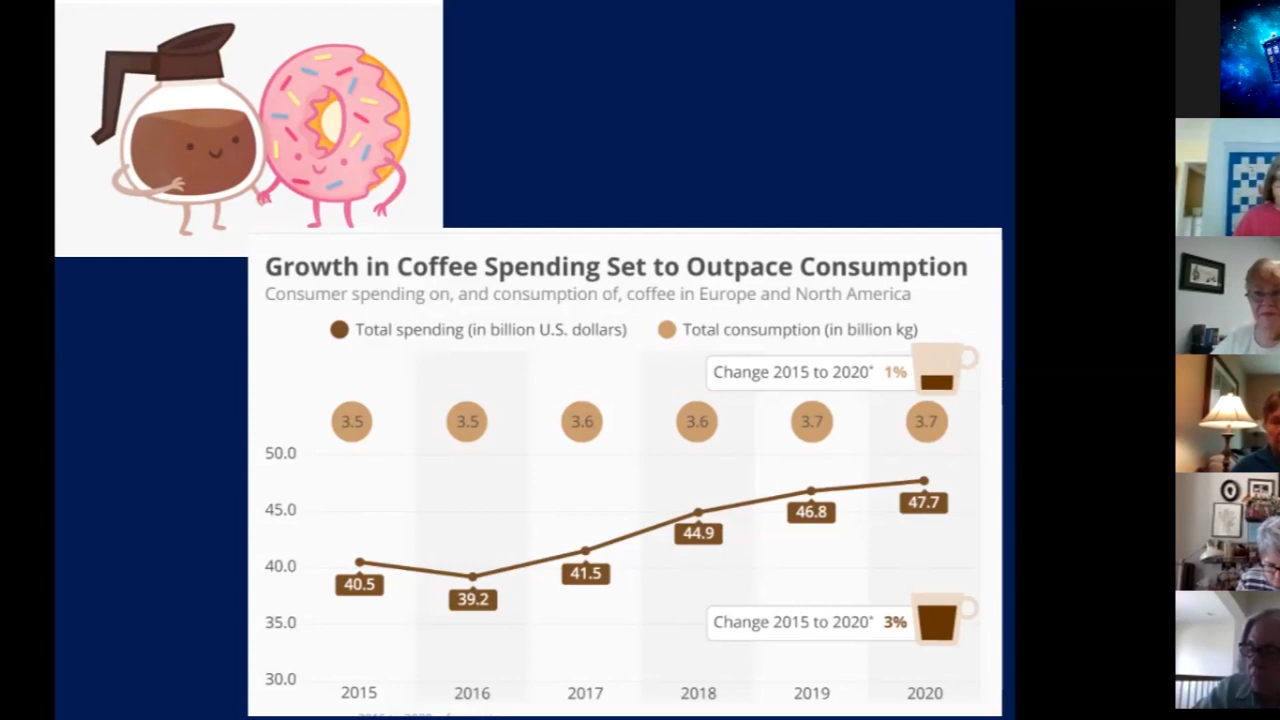 Growth in Coffee Spending Set to Outpace Consumption
Consumer spending on, and consumption of, coffee in Europe and North America
Total spending (in billion U.S. dollars) Total consumption (in billion kg)
Change 2015 to 2020* 1%
3.5 3.5 3.6 3.6 3.7 3.7
50.0
45.0
40.0
35.0
30.0
40.5 39.2 41.5 44.9 46.8 47.7
Change 2015 to 2020* 3%
2015 2016 2017 2018 2019 2020